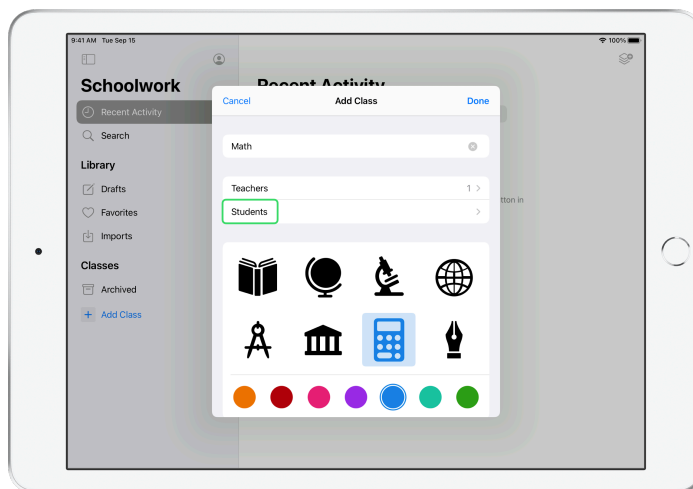 9:41 AM Tue Sep 15
100%
Schoolwork
Recent Activity
Recent Activity
Search
Library
Drafts
Favorites
Imports
Classes
Archived
Add Class
Cancel
Add Class
Done
Math
Teachers
1
Students
tton in